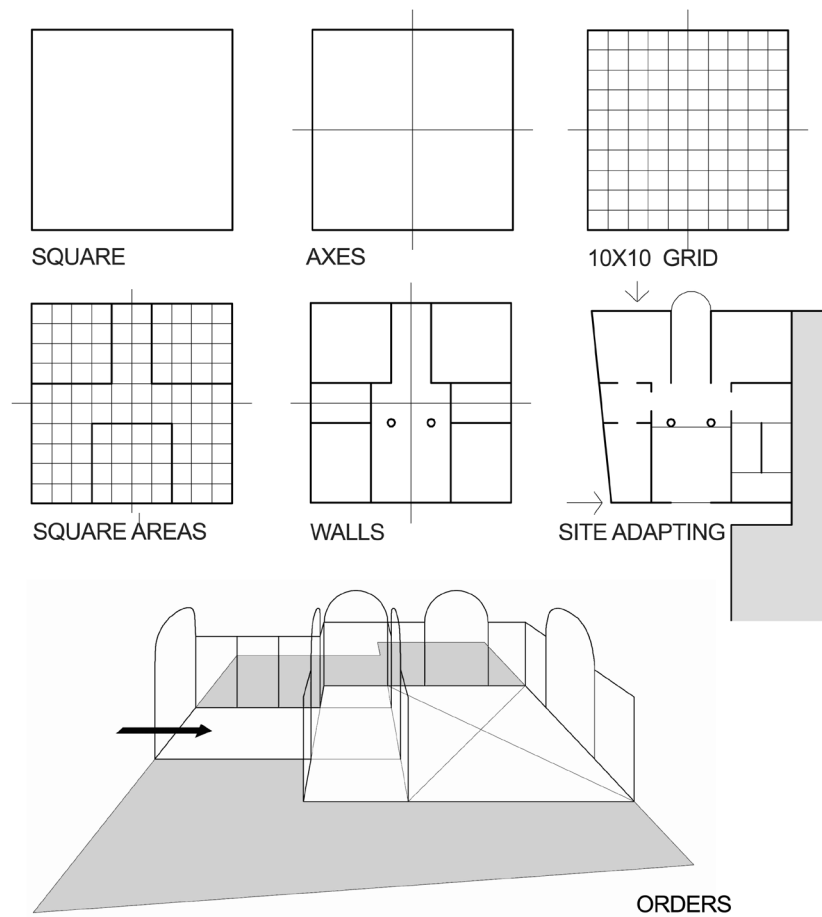 SQUARE
AXES
10X10 GRID
SQUARE AREAS
WALLS
SITE ADAPTING
ORDERS